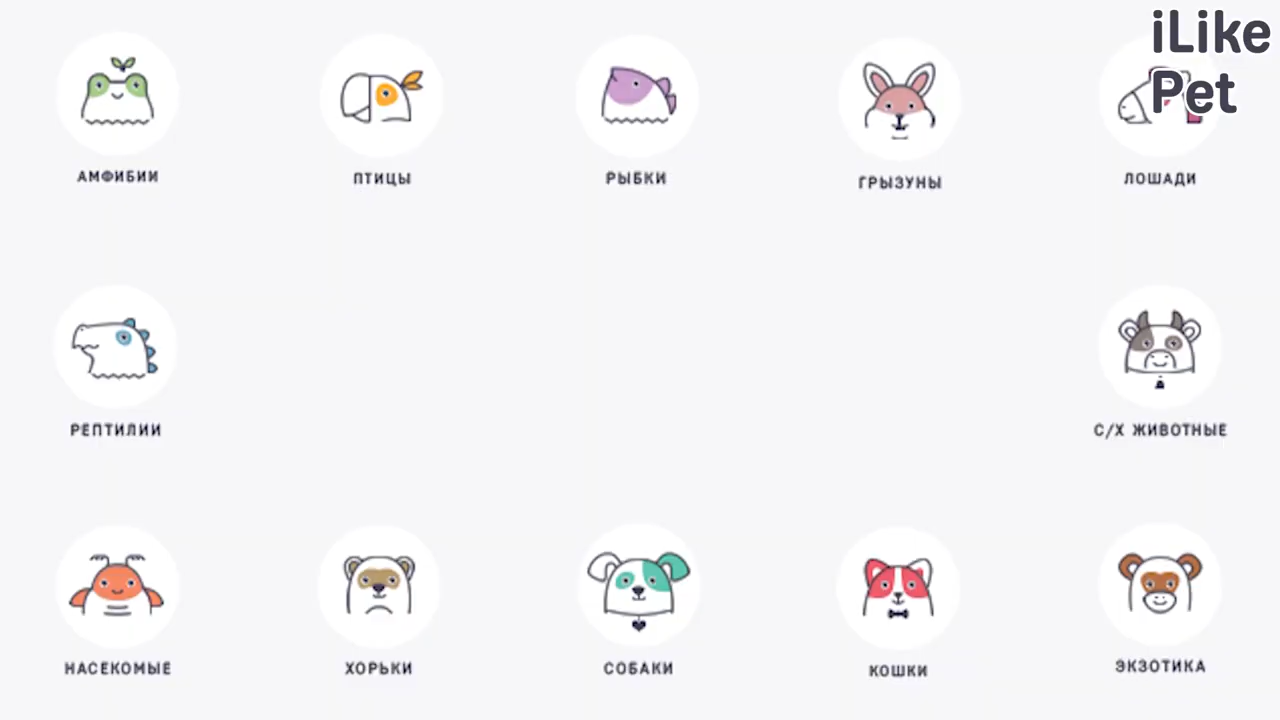 iLike
Pet
АМФИБИИ
ПТИЦЫ
РЫБКИ
ГРЫЗУНЫ
ЛОШАДИ
РЕПТИЛИИ
С/Х ЖИВОТНЫЕ
НАСЕКОМЫЕ
ХОРЬКИ
СОБАКИ
КОШКИ
ЭКЗОТИКА